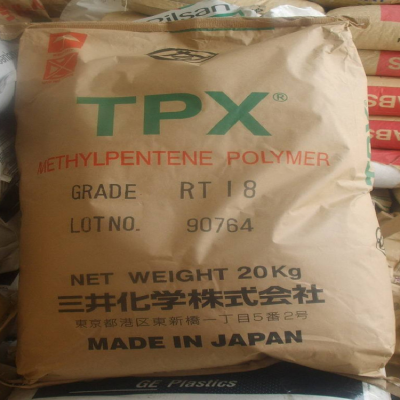 Rilsan
TPX®
METHYLPENTENE POLYMER
GRADE RT18
LOT NO. 90764
NET WEIGHT 20Kg
三井化学株式会社
東京都港区東新橋一丁目5番2号
MADE IN JAPAN
GE Plastics
ABS